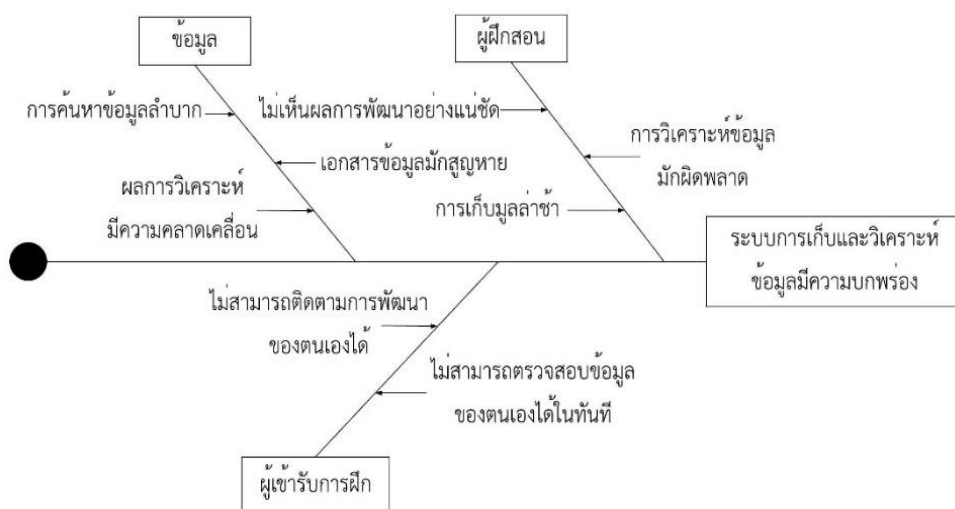 ข้อมูล
ผู้ฝึกสอน
การค้นหาข้อมูลลำบาก
ไม่เห็นผลการพัฒนาอย่างแน่ชัด
เอกสารข้อมูลมักสูญหาย
การวิเคราะห์ข้อมูล
มักผิดพลาด
ผลการวิเคราะห์
มีความคลาดเคลื่อน
การเก็บมูลล่าช้า
ระบบการเก็บและวิเคราะห์
ข้อมูลมีความบกพร่อง
ไม่สามารถติดตามการพัฒนา
ของตนเองได้
ไม่สามารถตรวจสอบข้อมูล
ของตนเองได้ในทันที
ผู้เข้ารับการฝึก